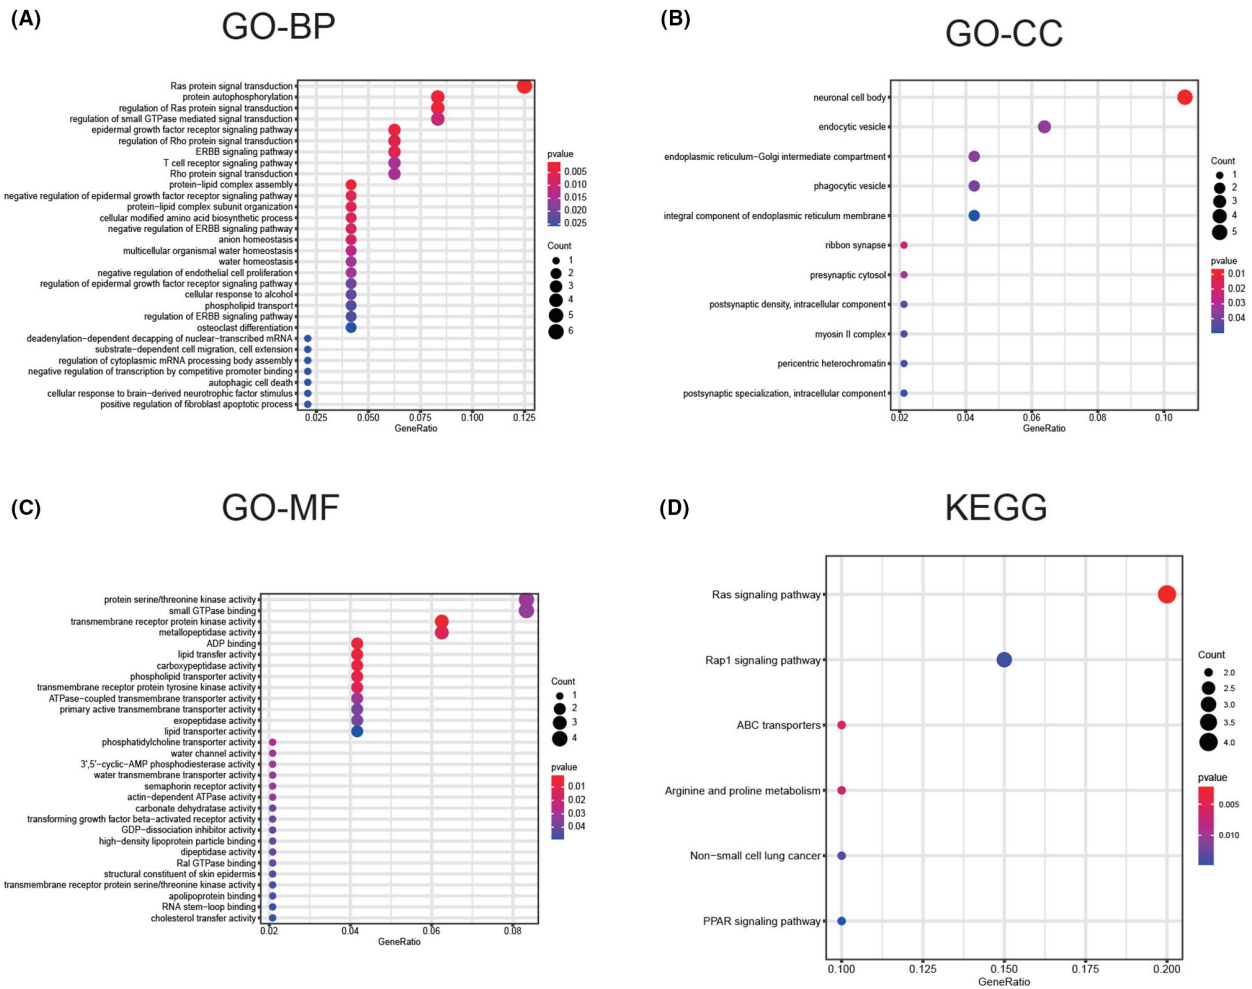 (A)
GO-BP
Ras protein signal transduction
protein autophosphorylation
regulation of Ras protein signal transduction
regulation of small GTPase mediated signal transduction
epidermal growth factor receptor signaling pathway
regulation of Rho protein signal transduction
ERBB signaling pathway
T cell receptor signaling pathway
Rho protein signal transduction
protein−lipid complex assembly
negative regulation of epidermal growth factor receptor signaling pathway
protein−lipid complex subunit organization
cellular modified amino acid biosynthetic process
negative regulation of ERBB signaling pathway
anion homeostasis
multicellular organismal water homeostasis
water homeostasis
negative regulation of endothelial cell proliferation
regulation of epidermal growth factor receptor signaling pathway
cellular response to alcohol
phospholipid transport
regulation of ERBB signaling pathway
osteoclast differentiation
deadenylation−dependent decapping of nuclear−transcribed mRNA
substrate−dependent cell migration, cell extension
regulation of cytoplasmic mRNA processing body assembly
negative regulation of transcription by competitive promoter binding
autophagic cell death
cellular response to brain−derived neurotrophic factor stimulus
positive regulation of fibroblast apoptotic process
0.025 0.050 0.075 0.100 0.125
GeneRatio
pvalue
0.005
0.010
0.015
0.020
0.025
Count
1
2
3
4
5
6
(B)
GO-CC
neuronal cell body
endocytic vesicle
endoplasmic reticulum−Golgi intermediate compartment
phagocytic vesicle
integral component of endoplasmic reticulum membrane
ribbon synapse
presynaptic cytosol
postsynaptic density, intracellular component
myosin II complex
pericentric heterochromatin
postsynaptic specialization, intracellular component
0.02 0.04 0.06 0.08 0.10
GeneRatio
Count
1
2
3
4
5
pvalue
0.01
0.02
0.03
0.04
(C)
GO-MF
protein serine/threonine kinase activity
small GTPase binding
transmembrane receptor protein kinase activity
metallopeptidase activity
ADP binding
lipid transfer activity
carboxypeptidase activity
phospholipid transporter activity
transmembrane receptor protein tyrosine kinase activity
ATPase−coupled transmembrane transporter activity
primary active transmembrane transporter activity
exopeptidase activity
lipid transporter activity
phosphatidylcholine transporter activity
water channel activity
3',5'−cyclic−AMP phosphodiesterase activity
water transmembrane transporter activity
semaphorin receptor activity
actin−dependent ATPase activity
carbonate dehydratase activity
transforming growth factor beta−activated receptor activity
GDP−dissociation inhibitor activity
high−density lipoprotein particle binding
dipeptidase activity
Ral GTPase binding
structural constituent of skin epidermis
transmembrane receptor protein serine/threonine kinase activity
apolipoprotein binding
RNA stem−loop binding
cholesterol transfer activity
0.02 0.04 0.06 0.08
GeneRatio
Count
1
2
3
4
pvalue
0.01
0.02
0.03
0.04
(D)
KEGG
Ras signaling pathway
Rap1 signaling pathway
ABC transporters
Arginine and proline metabolism
Non−small cell lung cancer
PPAR signaling pathway
0.100 0.125 0.150 0.175 0.200
GeneRatio
Count
2.0
2.5
3.0
3.5
4.0
pvalue
0.005
0.010